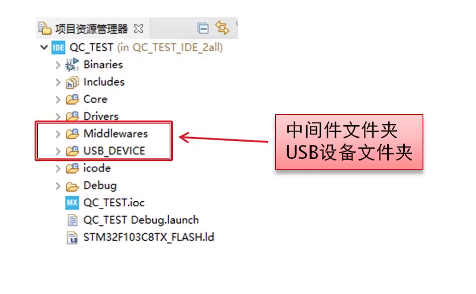 项目资源管理器
IDE QC_TEST (in QC_TEST_IDE_2all)
Binaries
Includes
Core
Drivers
Middlewares
USB_DEVICE
icode
Debug
MX QC_TEST.ioc
QC_TEST Debug.launch
STM32F103C8TX_FLASH.ld
中间件文件夹
USB设备文件夹